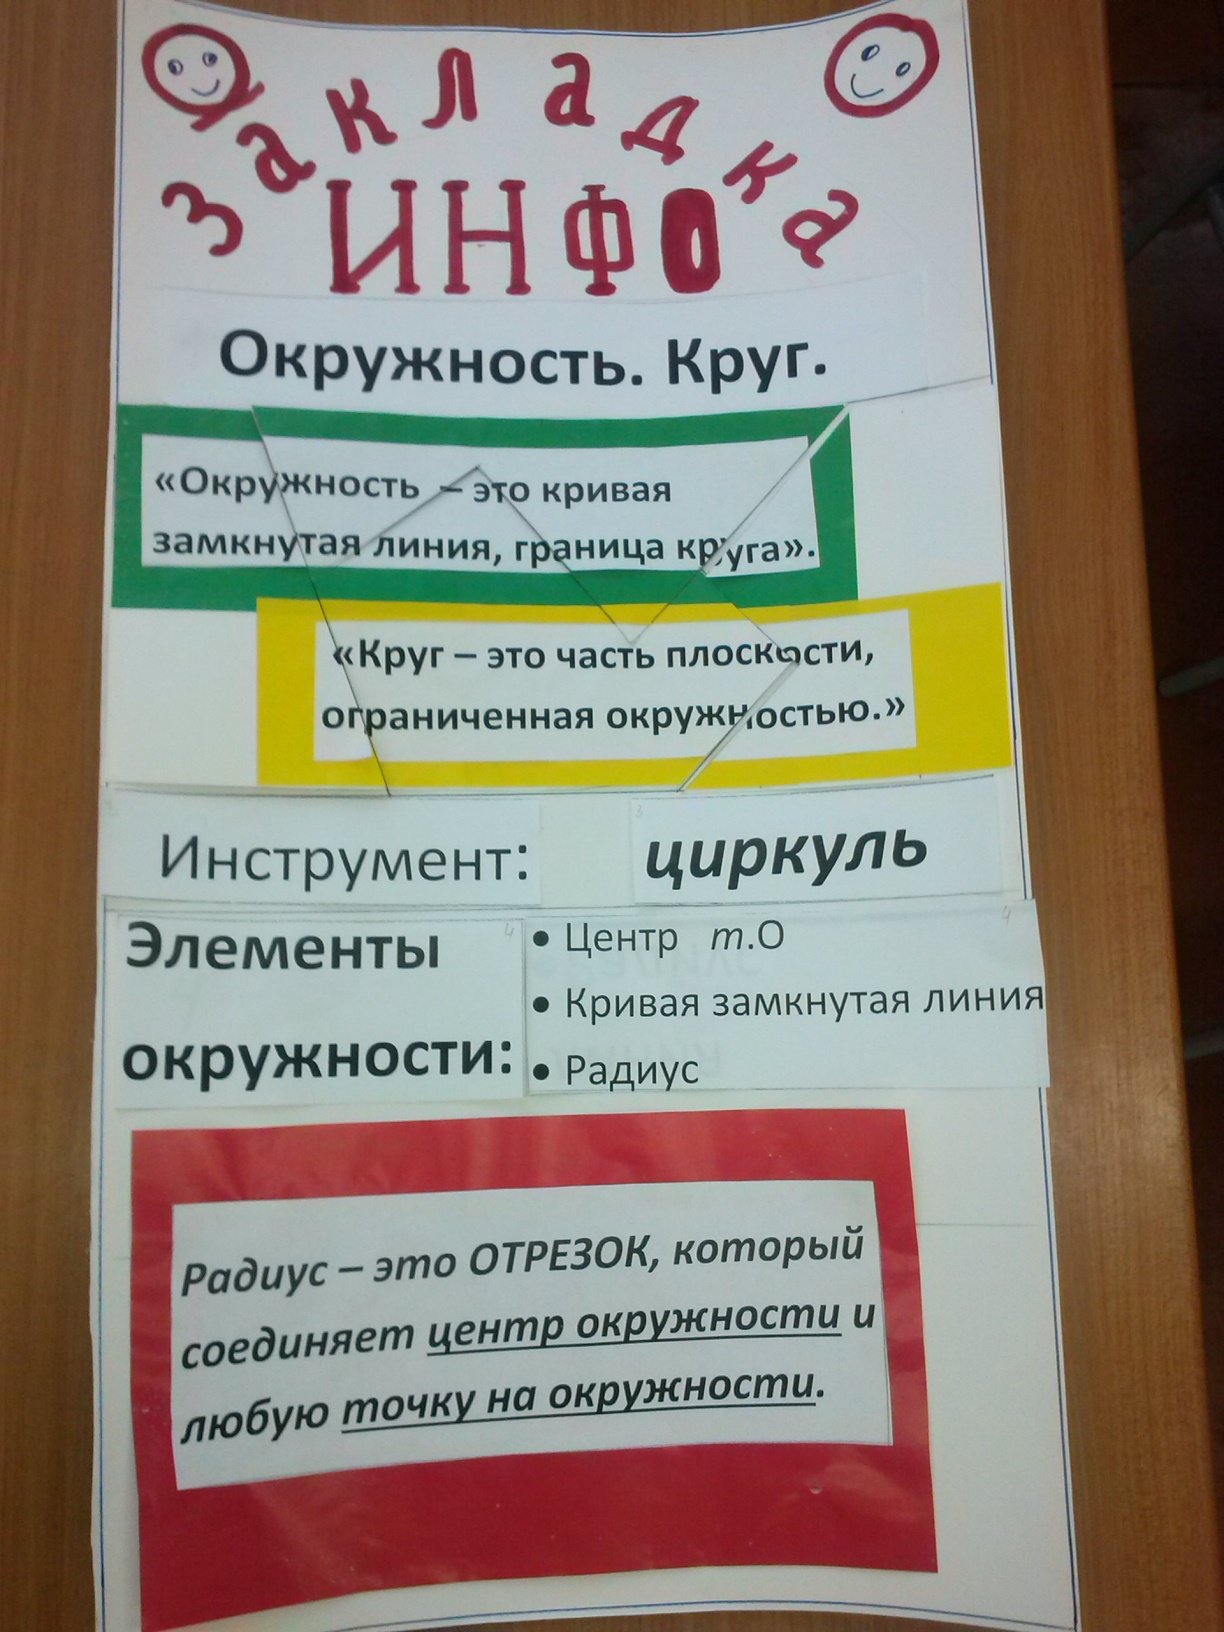 Закладка
ИНФО
Окружность. Круг.
«Окружность – это кривая
замкнутая линия, граница круга».
«Круг – это часть плоскости,
ограниченная окружностью.»
Инструмент: циркуль
Элементы
окружности:
• Центр т.О
• Кривая замкнутая линия
• Радиус
Радиус – это ОТРЕЗОК, который
соединяет центр окружности и
любую точку на окружности.